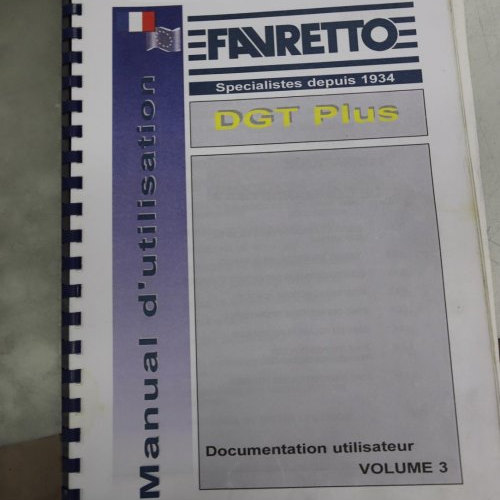 FAVRETTO
Specialistes depuis 1934
DGT Plus
Manual d'utilisation
Documentation utilisateur
VOLUME 3